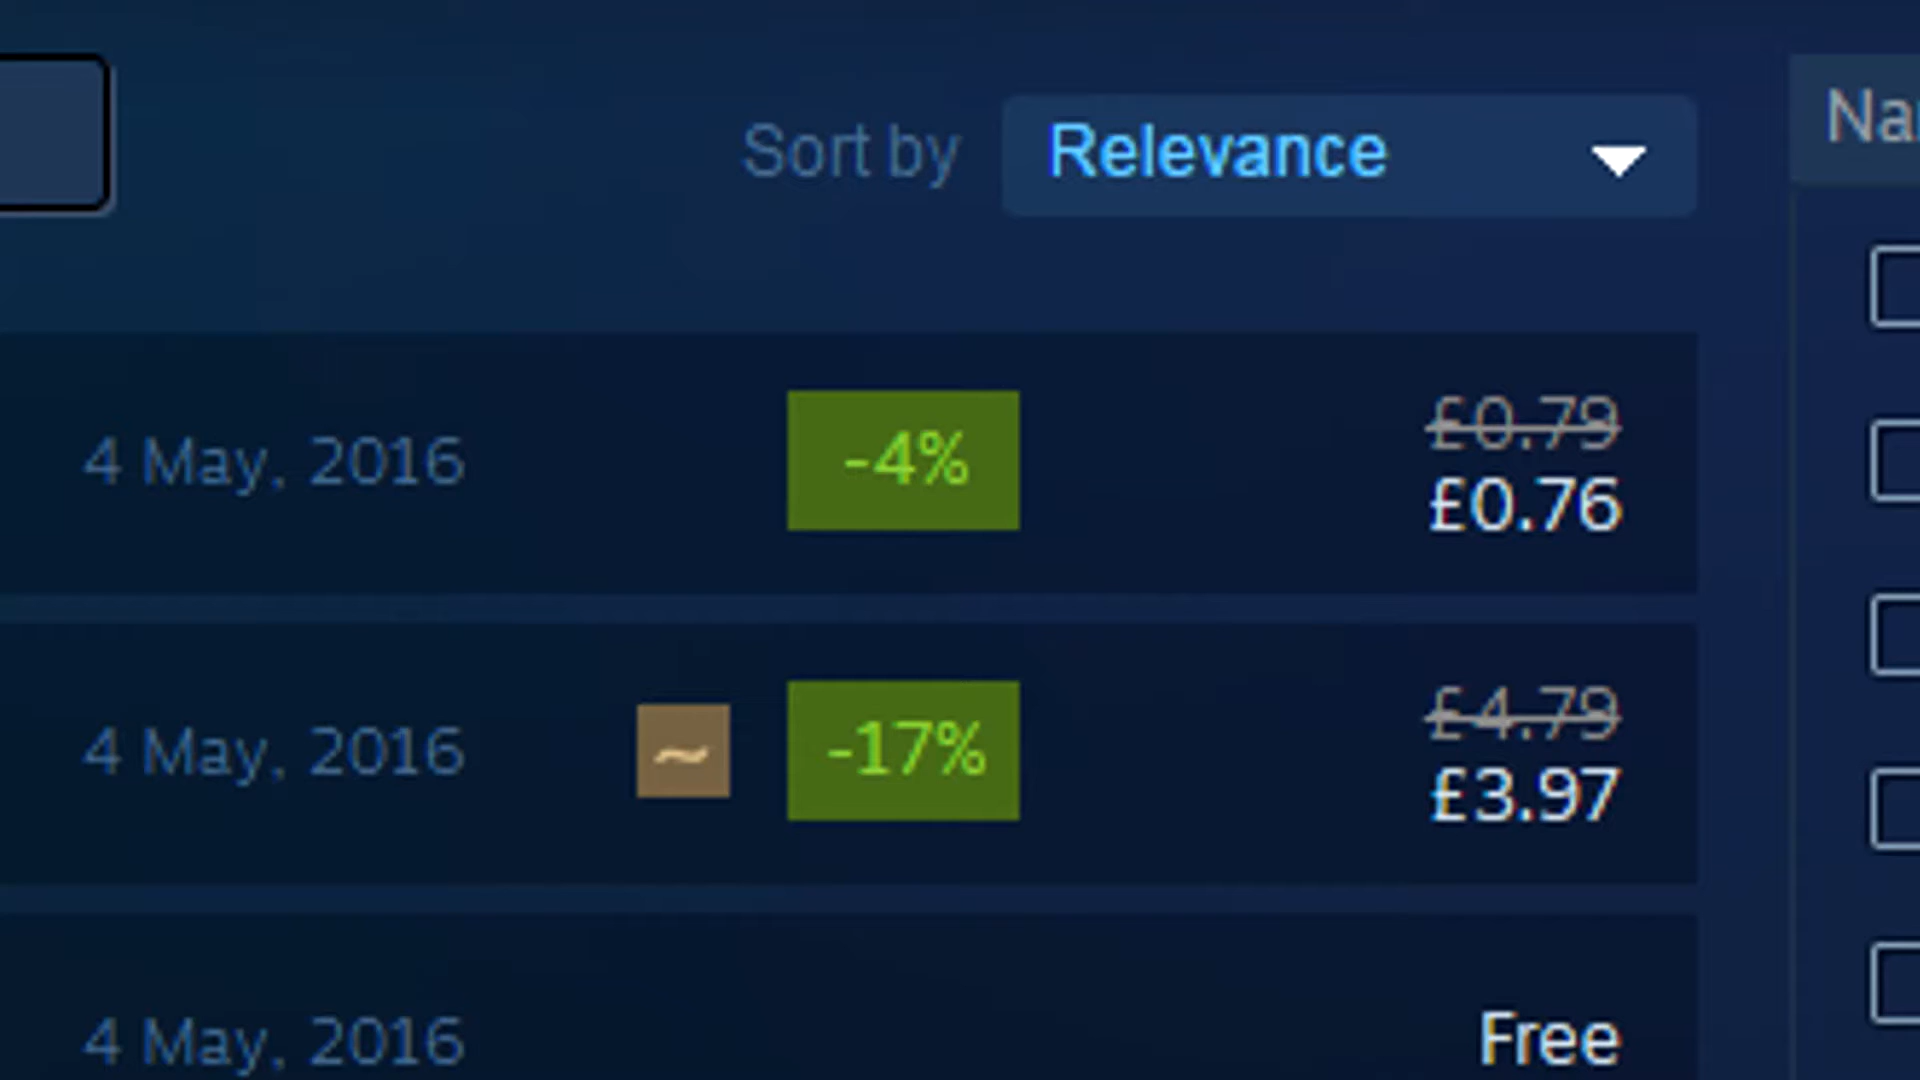 Sort by Relevance
4 May, 2016 -4% £0.79
£0.76
4 May, 2016 ~ -17% £4.79
£3.97
4 May, 2016 Free